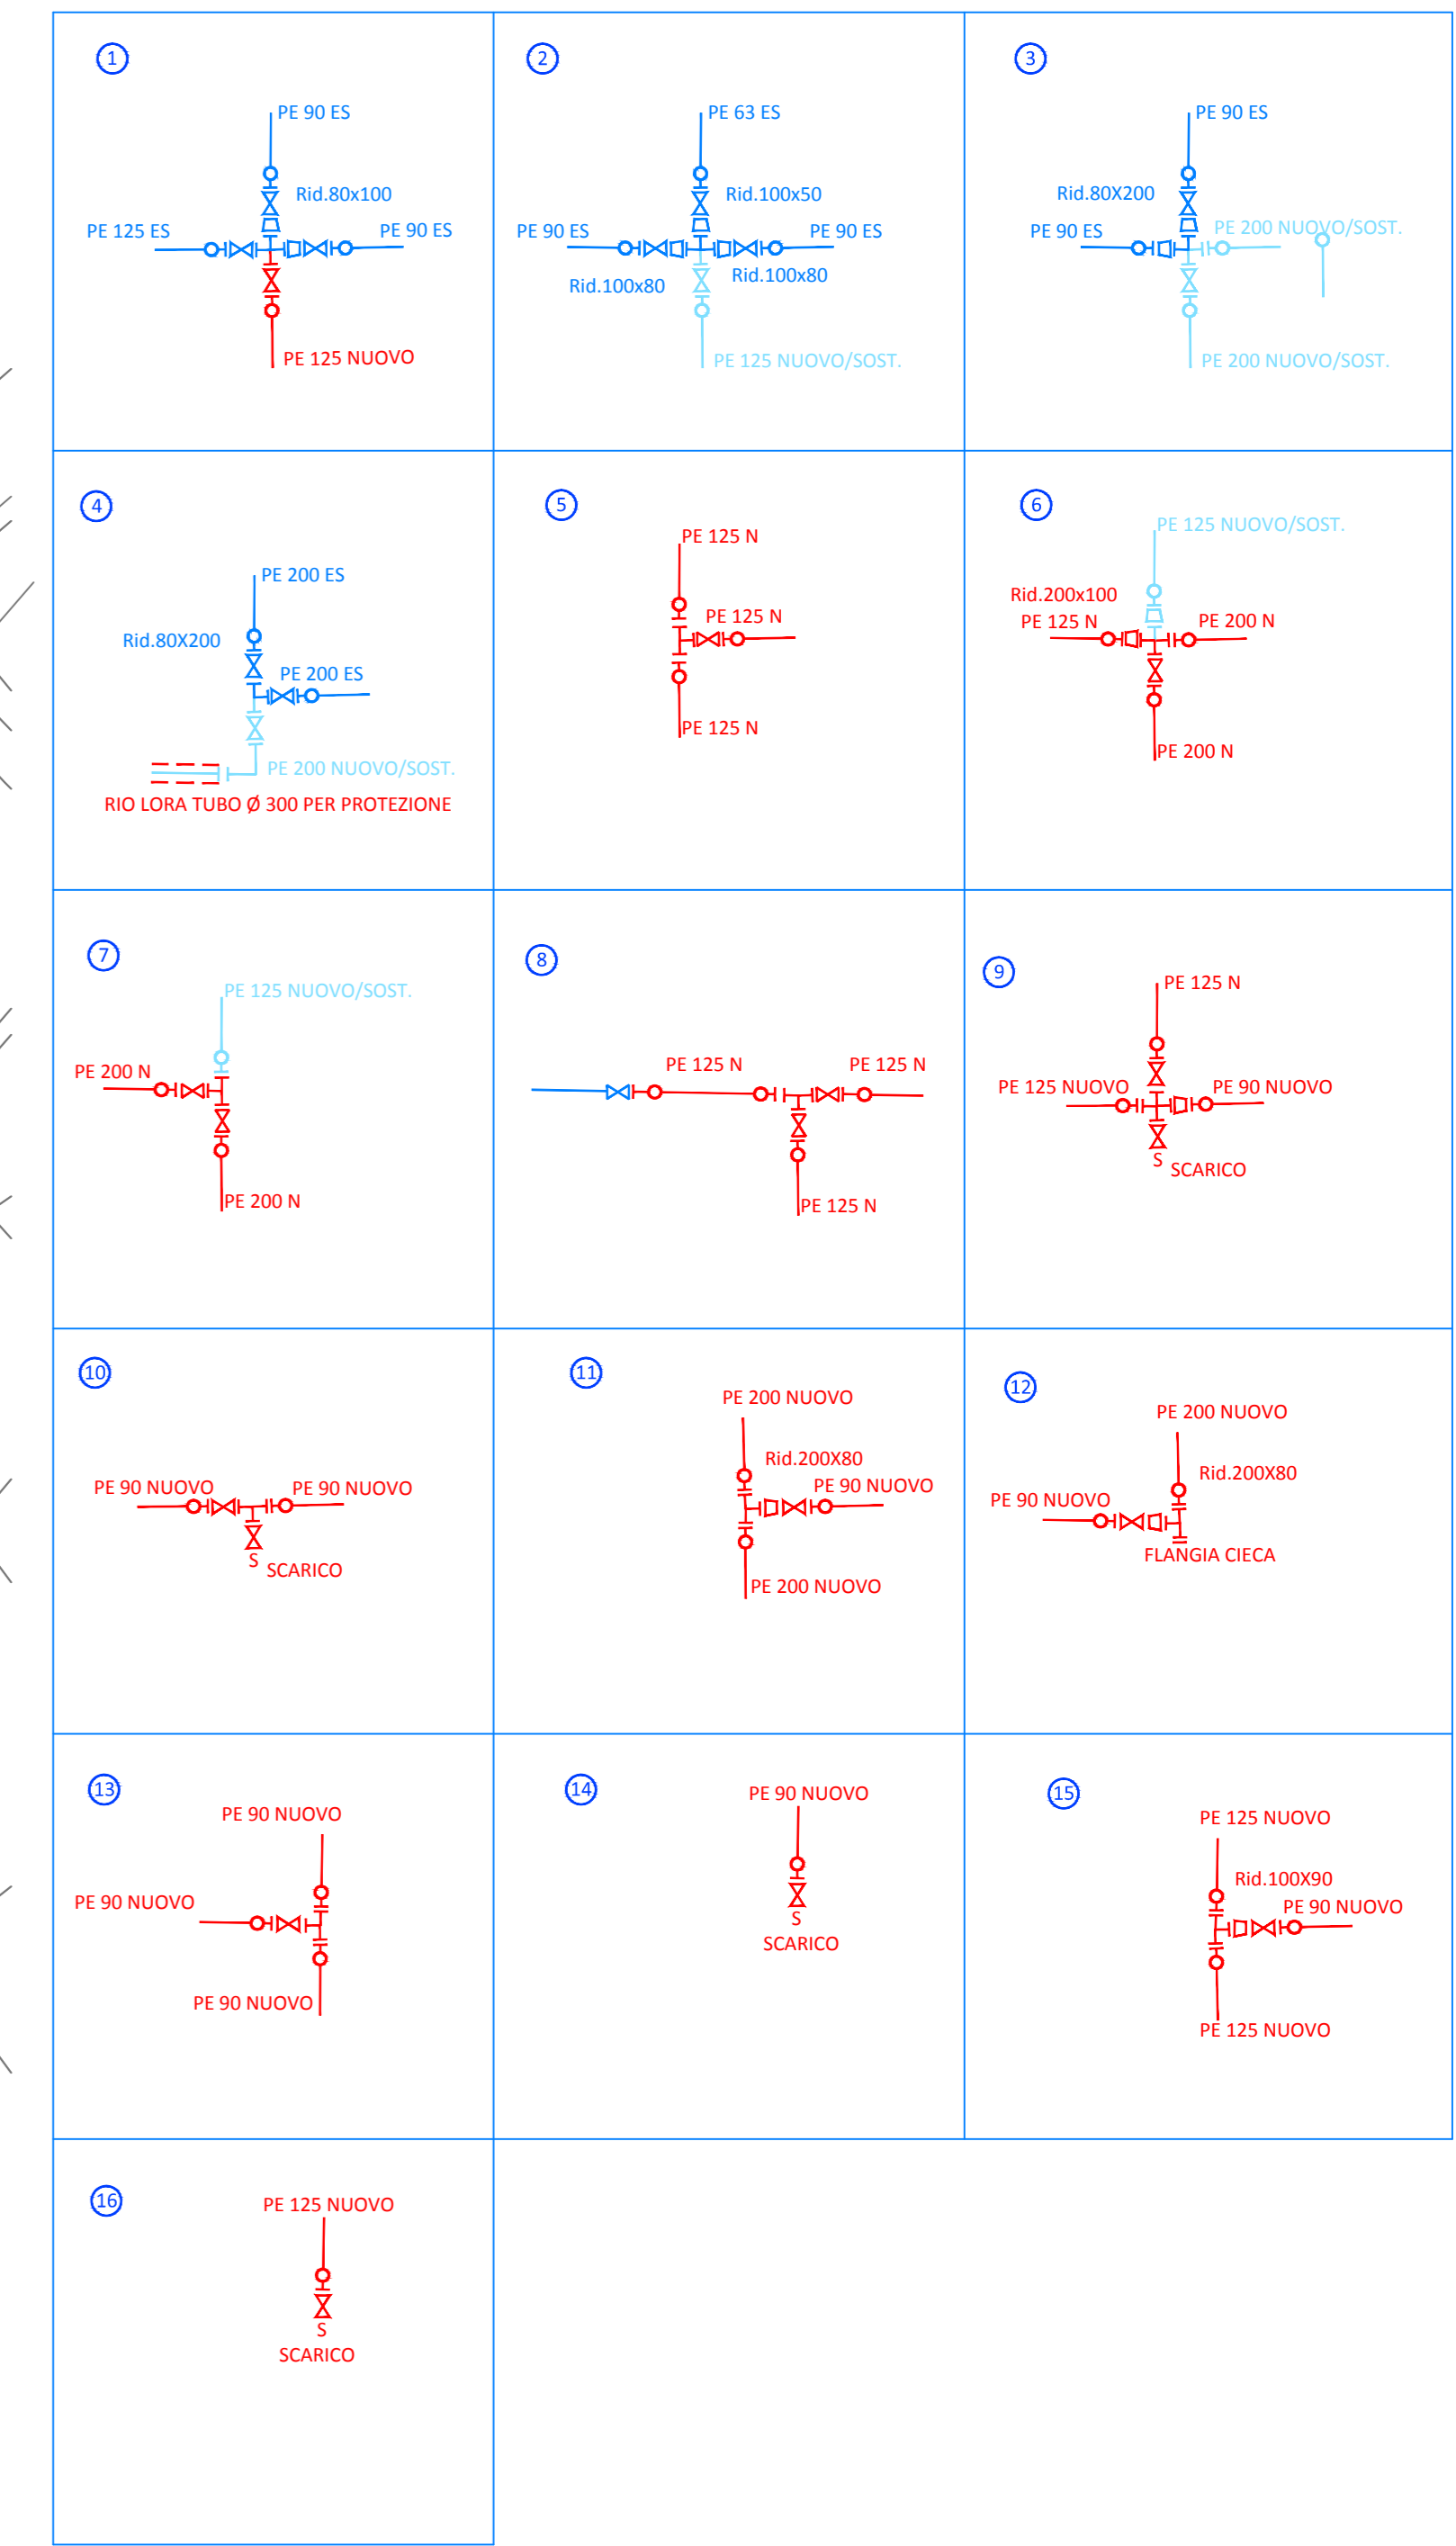 1
PE 90 ES
Rid.80x100
PE 125 ES
PE 90 ES
PE 125 NUOVO
2
PE 63 ES
Rid.100x50
PE 90 ES
PE 90 ES
Rid.100x80
Rid.100x80
PE 125 NUOVO/SOST.
3
PE 90 ES
Rid.80X200
PE 90 ES
PE 200 NUOVO/SOST.
PE 200 NUOVO/SOST.
4
PE 200 ES
Rid.80X200
PE 200 ES
PE 200 NUOVO/SOST.
RIO LORA TUBO Ø 300 PER PROTEZIONE
5
PE 125 N
PE 125 N
PE 125 N
6
PE 125 NUOVO/SOST.
Rid.200x100
PE 125 N
PE 200 N
PE 200 N
7
PE 125 NUOVO/SOST.
PE 200 N
PE 200 N
8
PE 125 N
PE 125 N
PE 125 N
9
PE 125 N
PE 125 NUOVO
PE 90 NUOVO
S
SCARICO
10
PE 90 NUOVO
PE 90 NUOVO
S
SCARICO
11
PE 200 NUOVO
Rid.200X80
PE 90 NUOVO
PE 200 NUOVO
12
PE 200 NUOVO
Rid.200X80
PE 90 NUOVO
FLANGIA CIECA
13
PE 90 NUOVO
PE 90 NUOVO
PE 90 NUOVO
14
PE 90 NUOVO
S
SCARICO
15
PE 125 NUOVO
Rid.100X90
PE 90 NUOVO
PE 125 NUOVO
16
PE 125 NUOVO
S
SCARICO